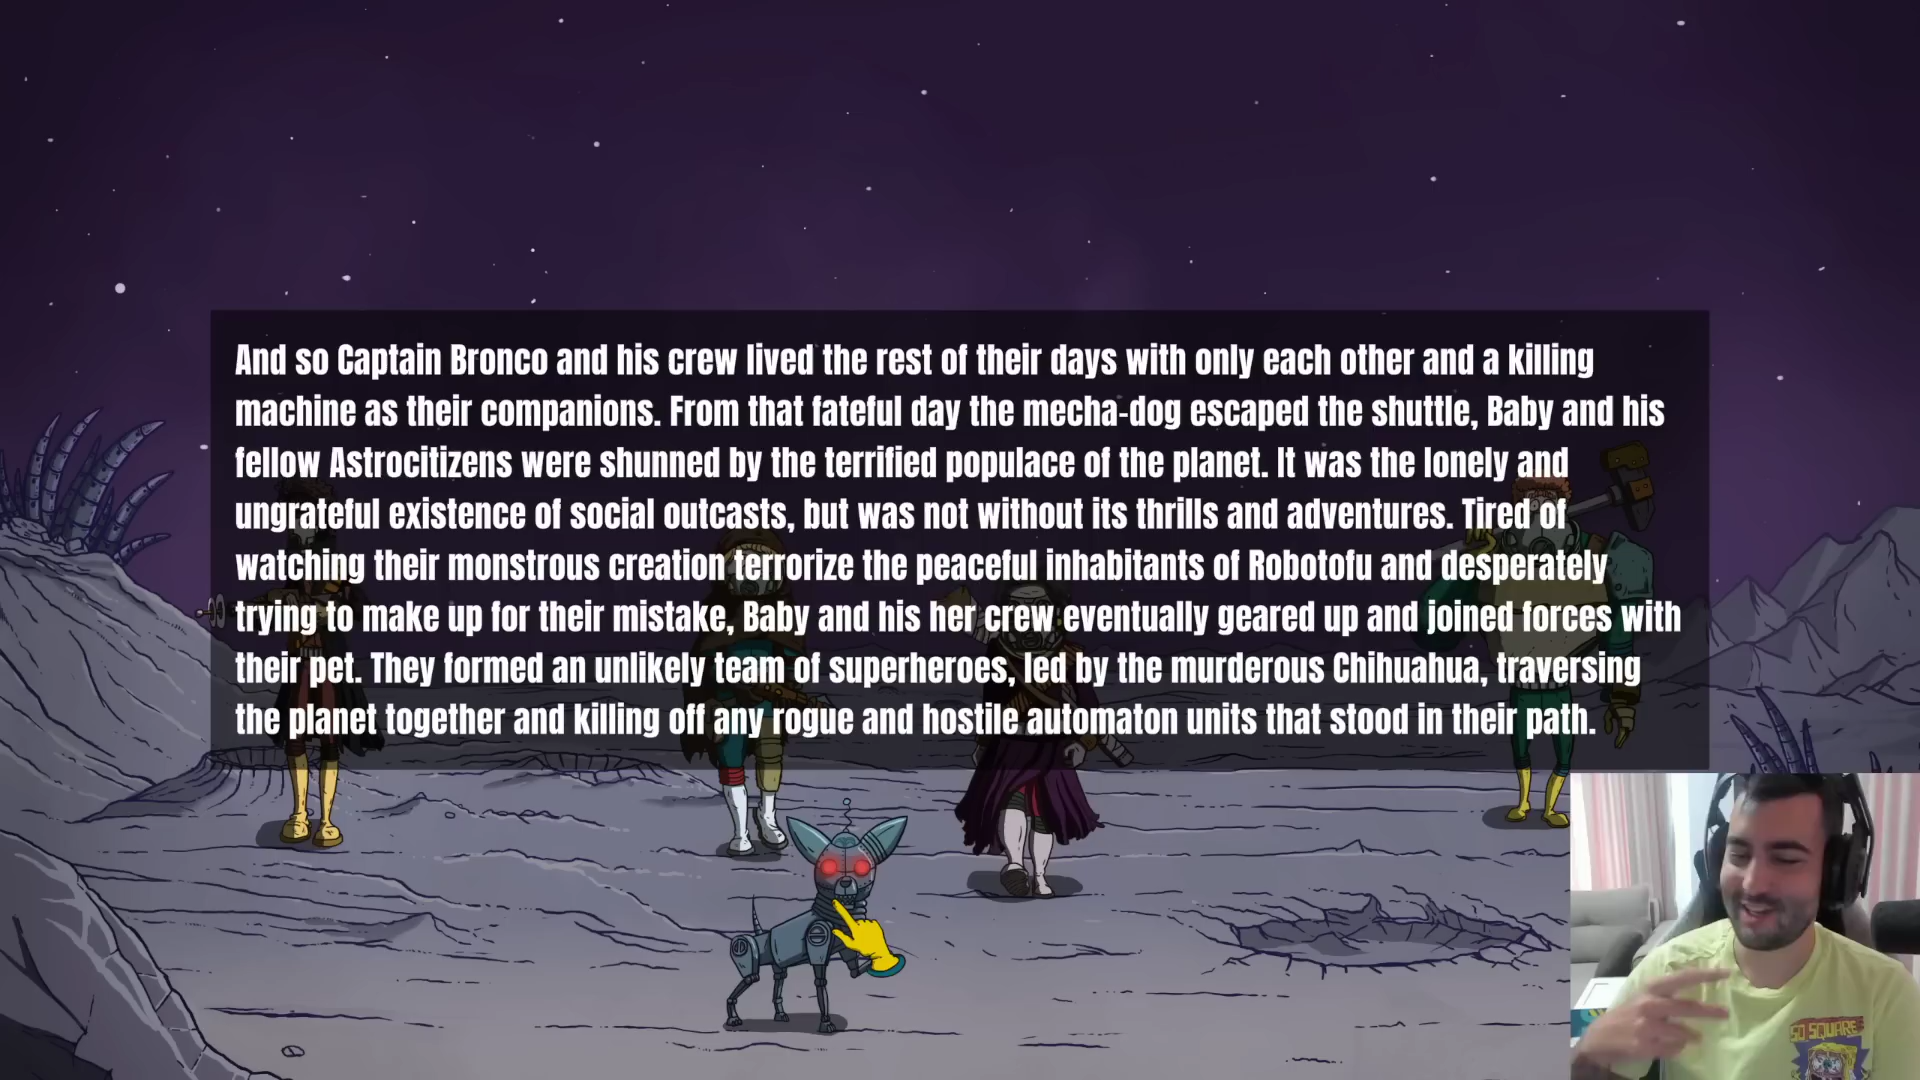 And so Captain Bronco and his crew lived the rest of their days with only each other and a killing
machine as their companions. From that fateful day the mecha-dog escaped the shuttle, Baby and his
fellow Astrocitizens were shunned by the terrified populace of the planet. It was the lonely and
ungrateful existence of social outcasts, but was not without its thrills and adventures. Tired of
watching their monstrous creation terrorize the peaceful inhabitants of Robotofu and desperately
trying to make up for their mistake, Baby and his her crew eventually geared up and joined forces with
their pet. They formed an unlikely team of superheroes, led by the murderous Chihuahua, traversing
the planet together and killing off any rogue and hostile automaton units that stood in their path.
SO SQUARE